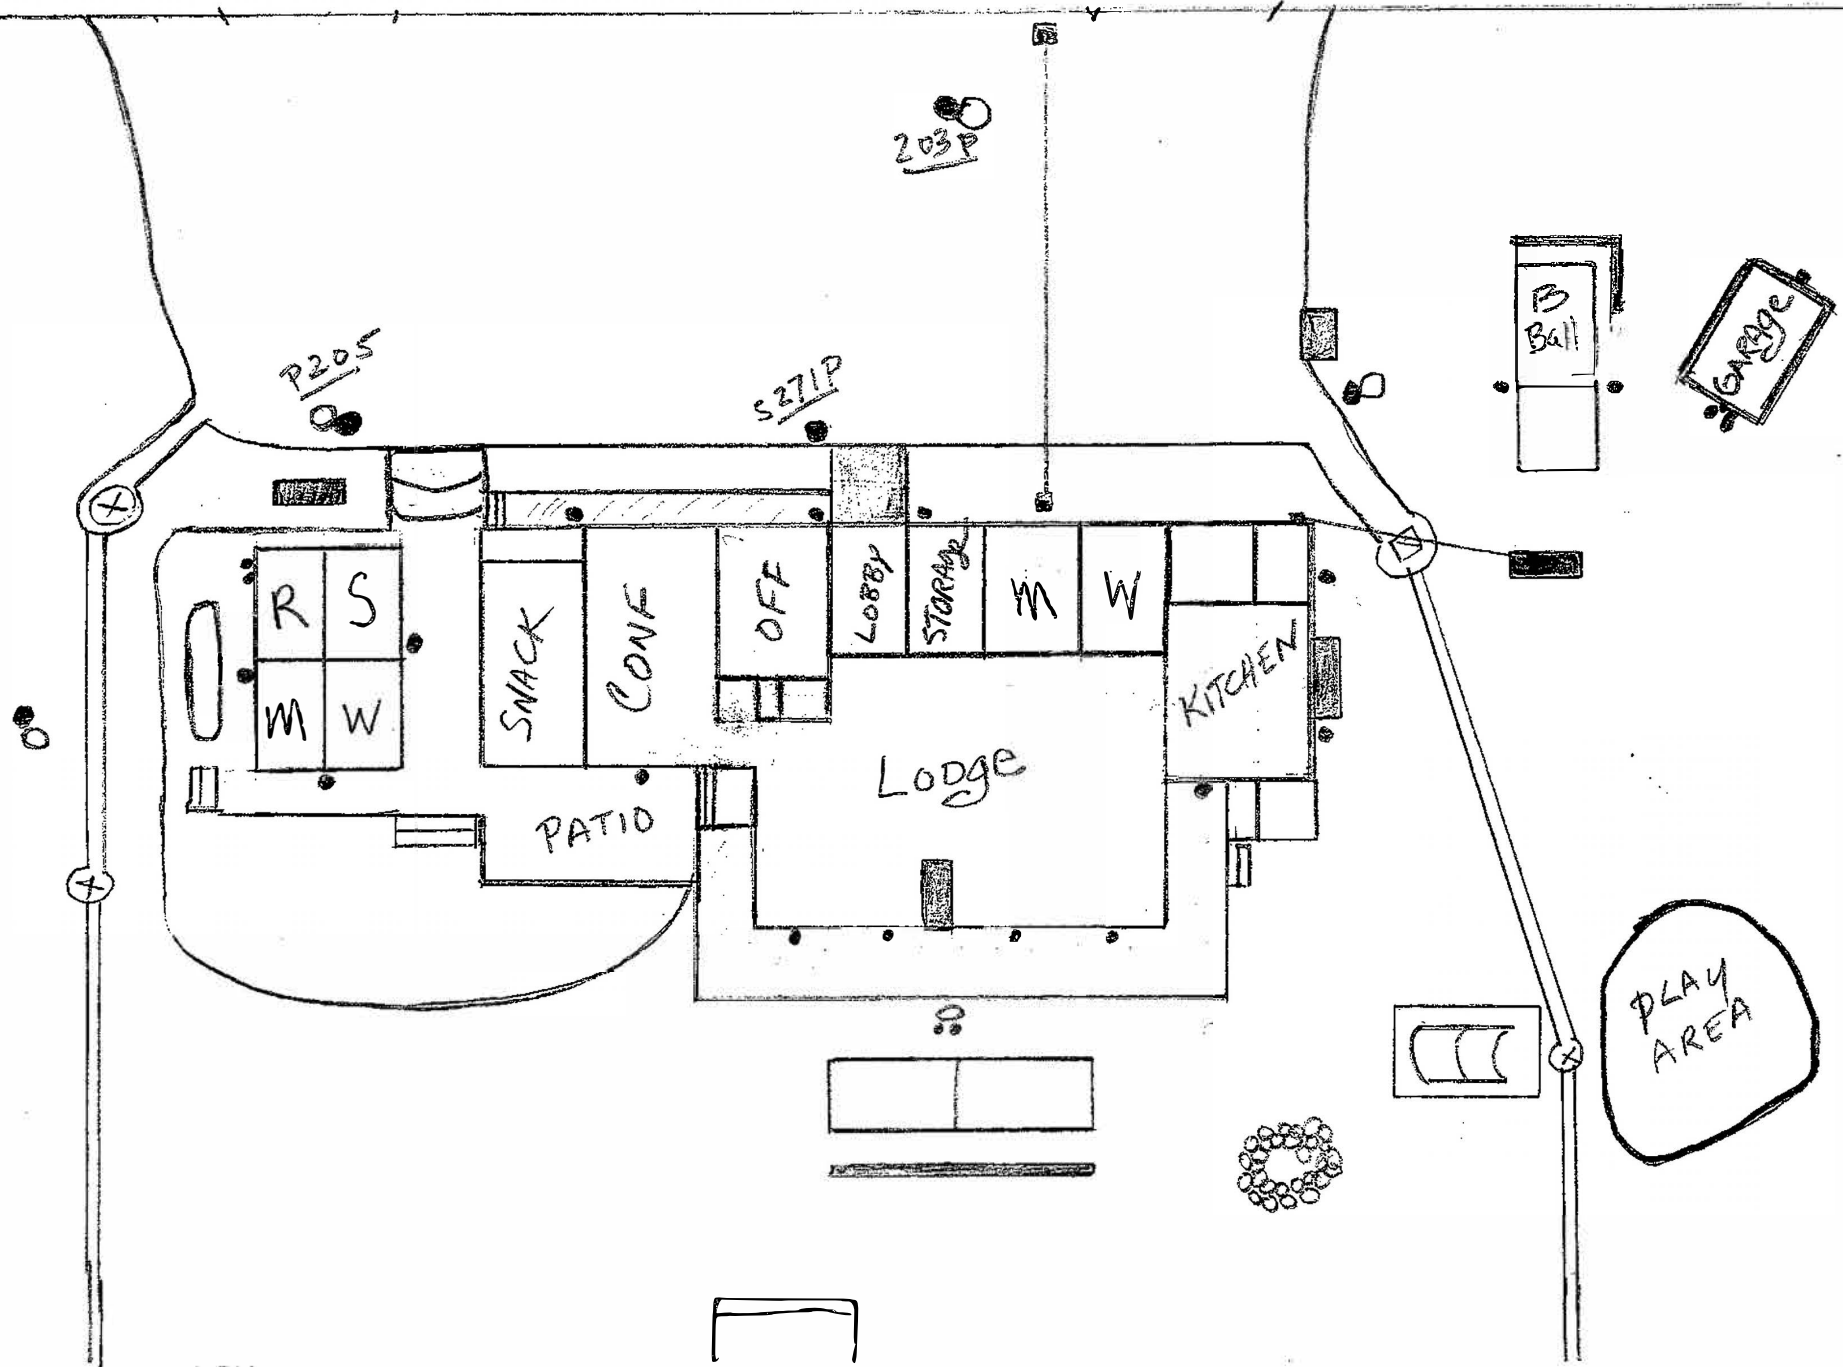 203P
P205
S271P
B
Ball
GARAge
R
S
M
W
SNACK
CONF
OFF
LOBBy
STORAge
M
W
KITCHEN
Lodge
PATIO
PLAY
AREA